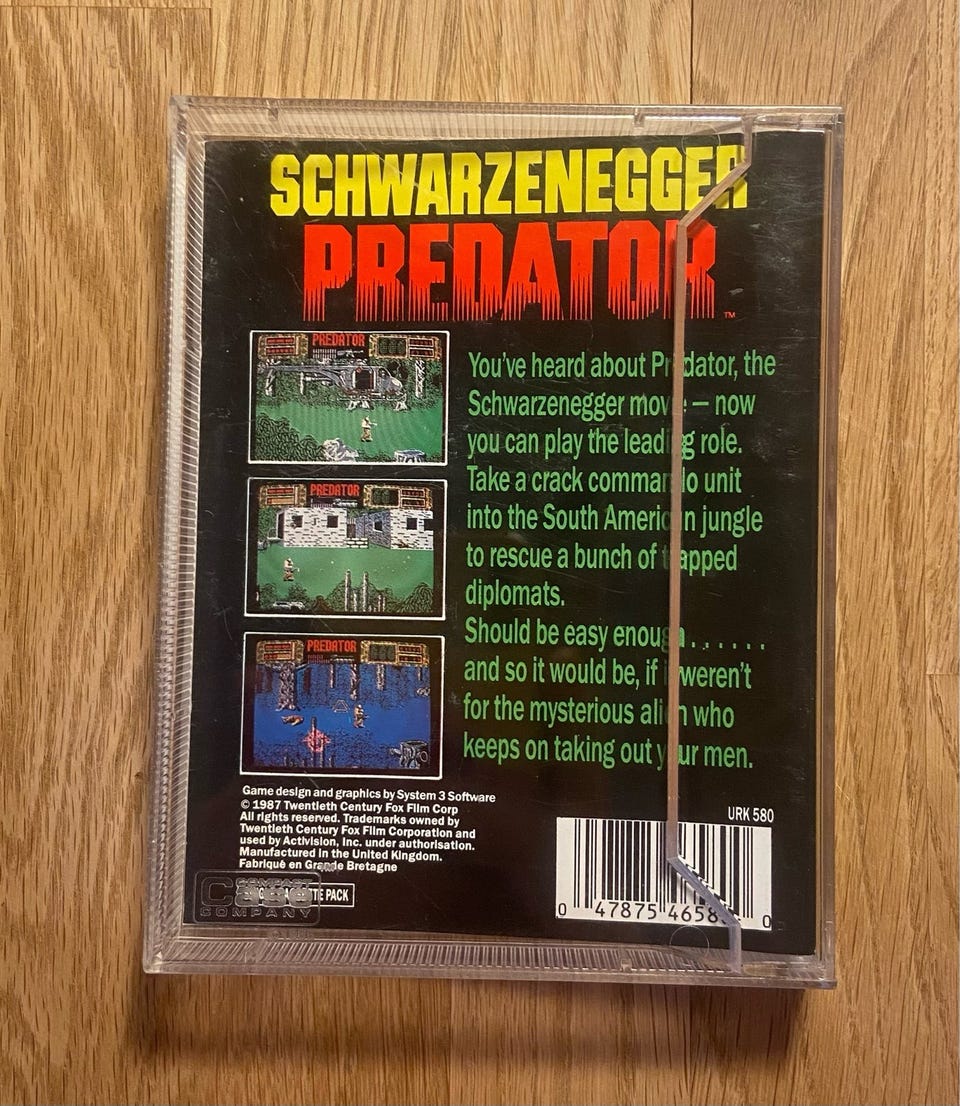 SCHWARZENEGGER
PREDATOR
TM
PREDATOR
PREDATOR
PREDATOR
You've heard about Predator, the
Schwarzenegger movie — now
you can play the leading role.
Take a crack commando unit
into the South American jungle
to rescue a bunch of trapped
diplomats.
Should be easy enough.......
and so it would be, if it weren't
for the mysterious alien who
keeps on taking out your men.
Game design and graphics by System 3 Software
© 1987 Twentieth Century Fox Film Corp
All rights reserved. Trademarks owned by
Twentieth Century Fox Film Corporation and
used by Activision, Inc. under authorisation.
Manufactured in the United Kingdom.
Fabriqué en Grande Bretagne
PACK
COMPANY
URK 580
0 47875 4658 0